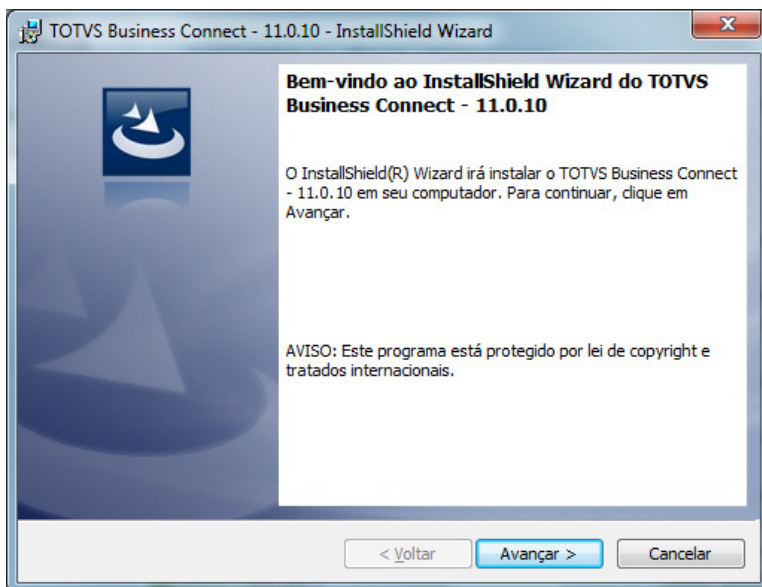 TOTVS Business Connect - 11.0.10 - InstallShield Wizard
Bem-vindo ao InstallShield Wizard do TOTVS
Business Connect - 11.0.10
O InstallShield(R) Wizard irá instalar o TOTVS Business Connect
- 11.0.10 em seu computador. Para continuar, clique em
Avançar.
AVISO: Este programa está protegido por lei de copyright e
tratados internacionais.
< Voltar
Avançar >
Cancelar